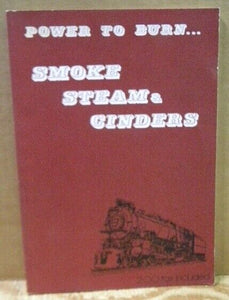 POWER TO BURN...
SMOKE
STEAM &
CINDERS